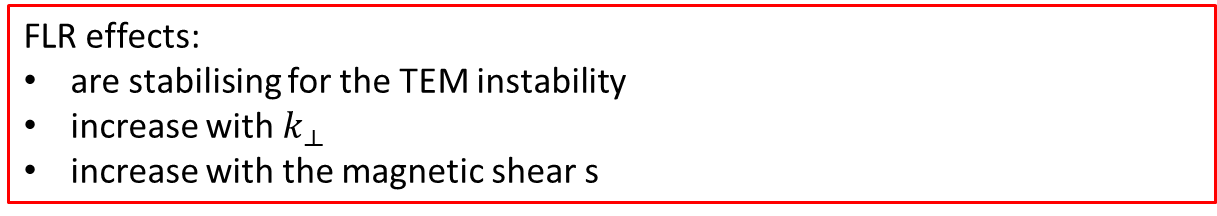 FLR effects:
• are stabilising for the TEM instability
• increase with k⊥
• increase with the magnetic shear s